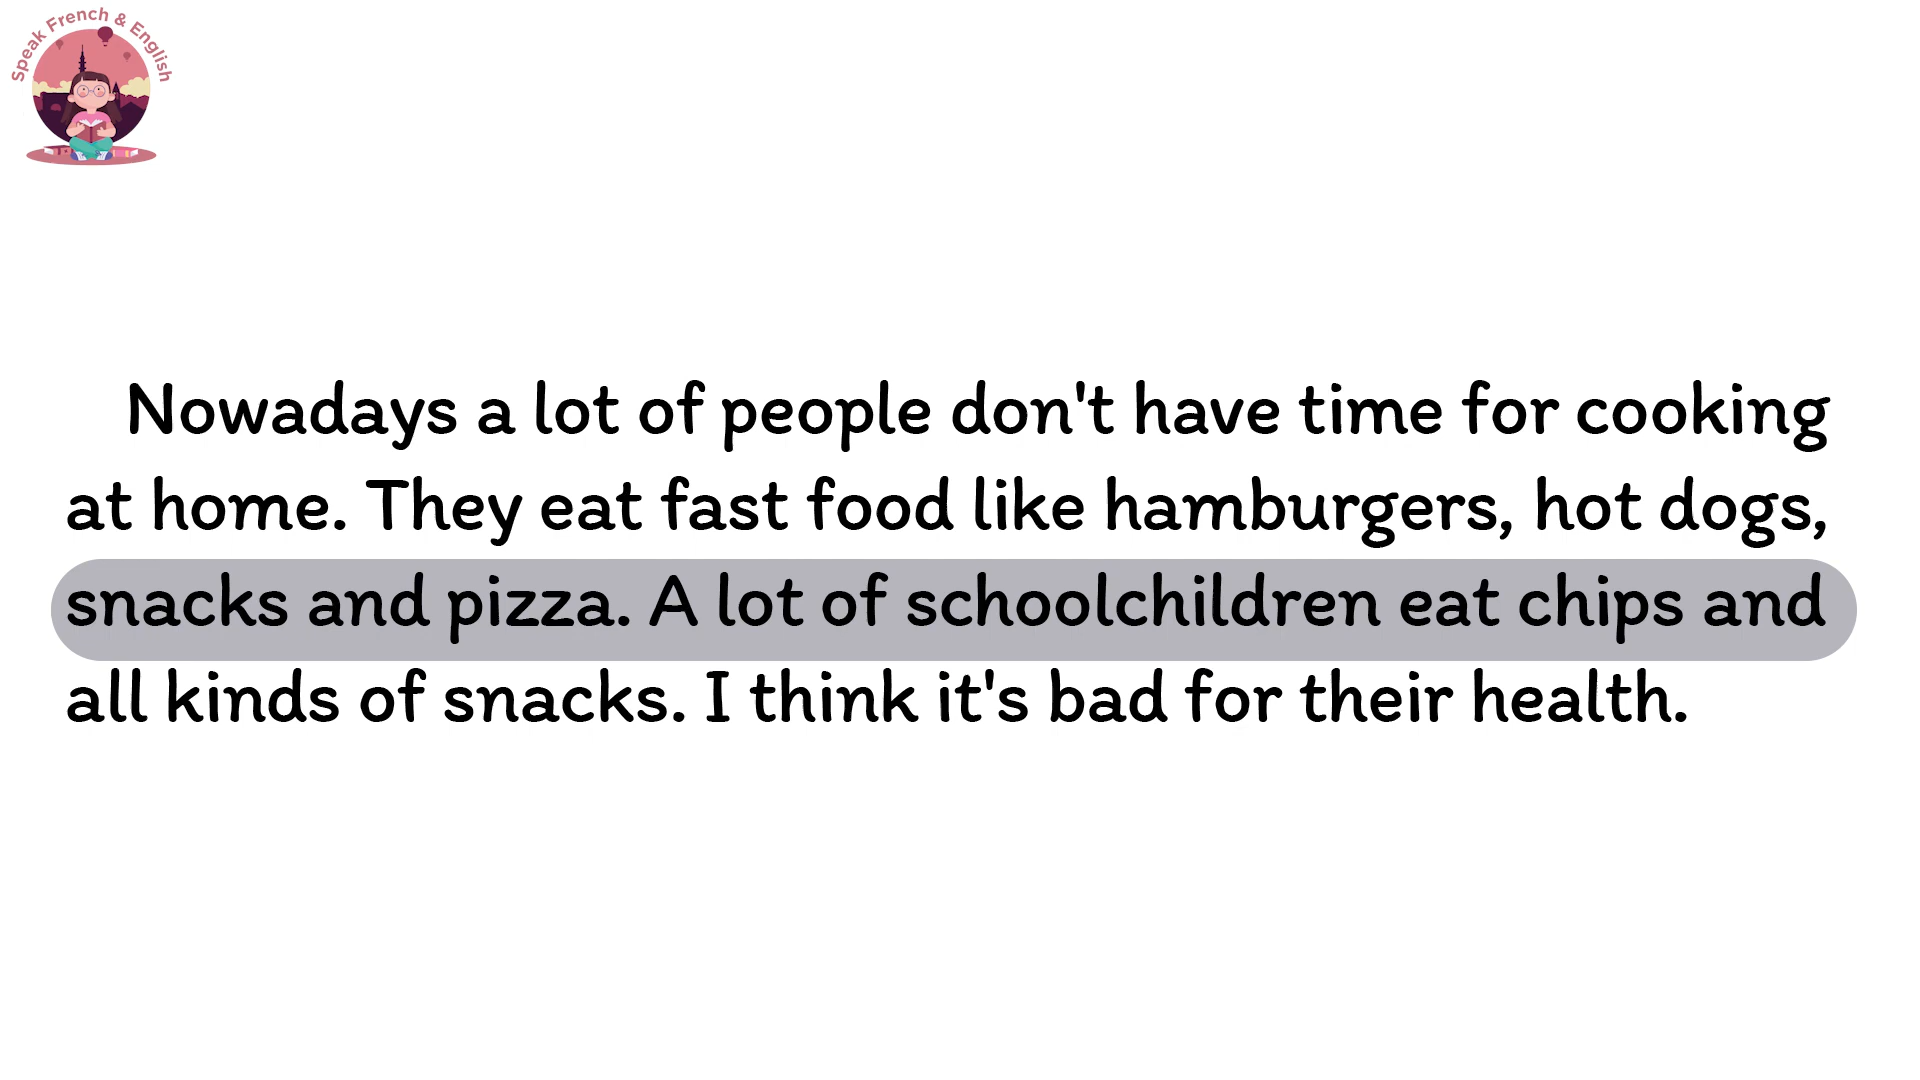 Speak French & English
Nowadays a lot of people don't have time for cooking
at home. They eat fast food like hamburgers, hot dogs,
snacks and pizza. A lot of schoolchildren eat chips and
all kinds of snacks. I think it's bad for their health.